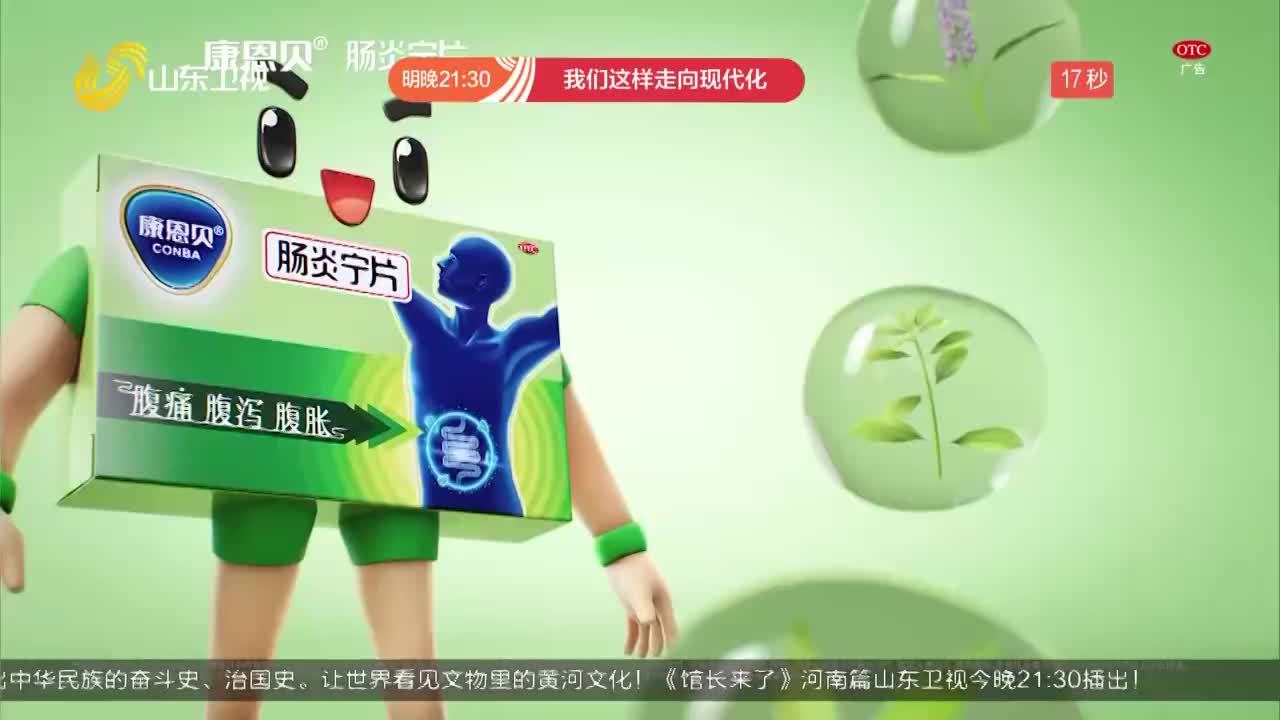 康恩贝® 肠炎宁片
山东卫视
明晚21:30 我们这样走向现代化
17秒
OTC
广告
康恩贝®
CONBA
肠炎宁片
OTC
腹痛 腹泻 腹胀
中华民族的奋斗史、治国史。让世界看见文物里的黄河文化！《馆长来了》河南篇山东卫视今晚21:30播出！